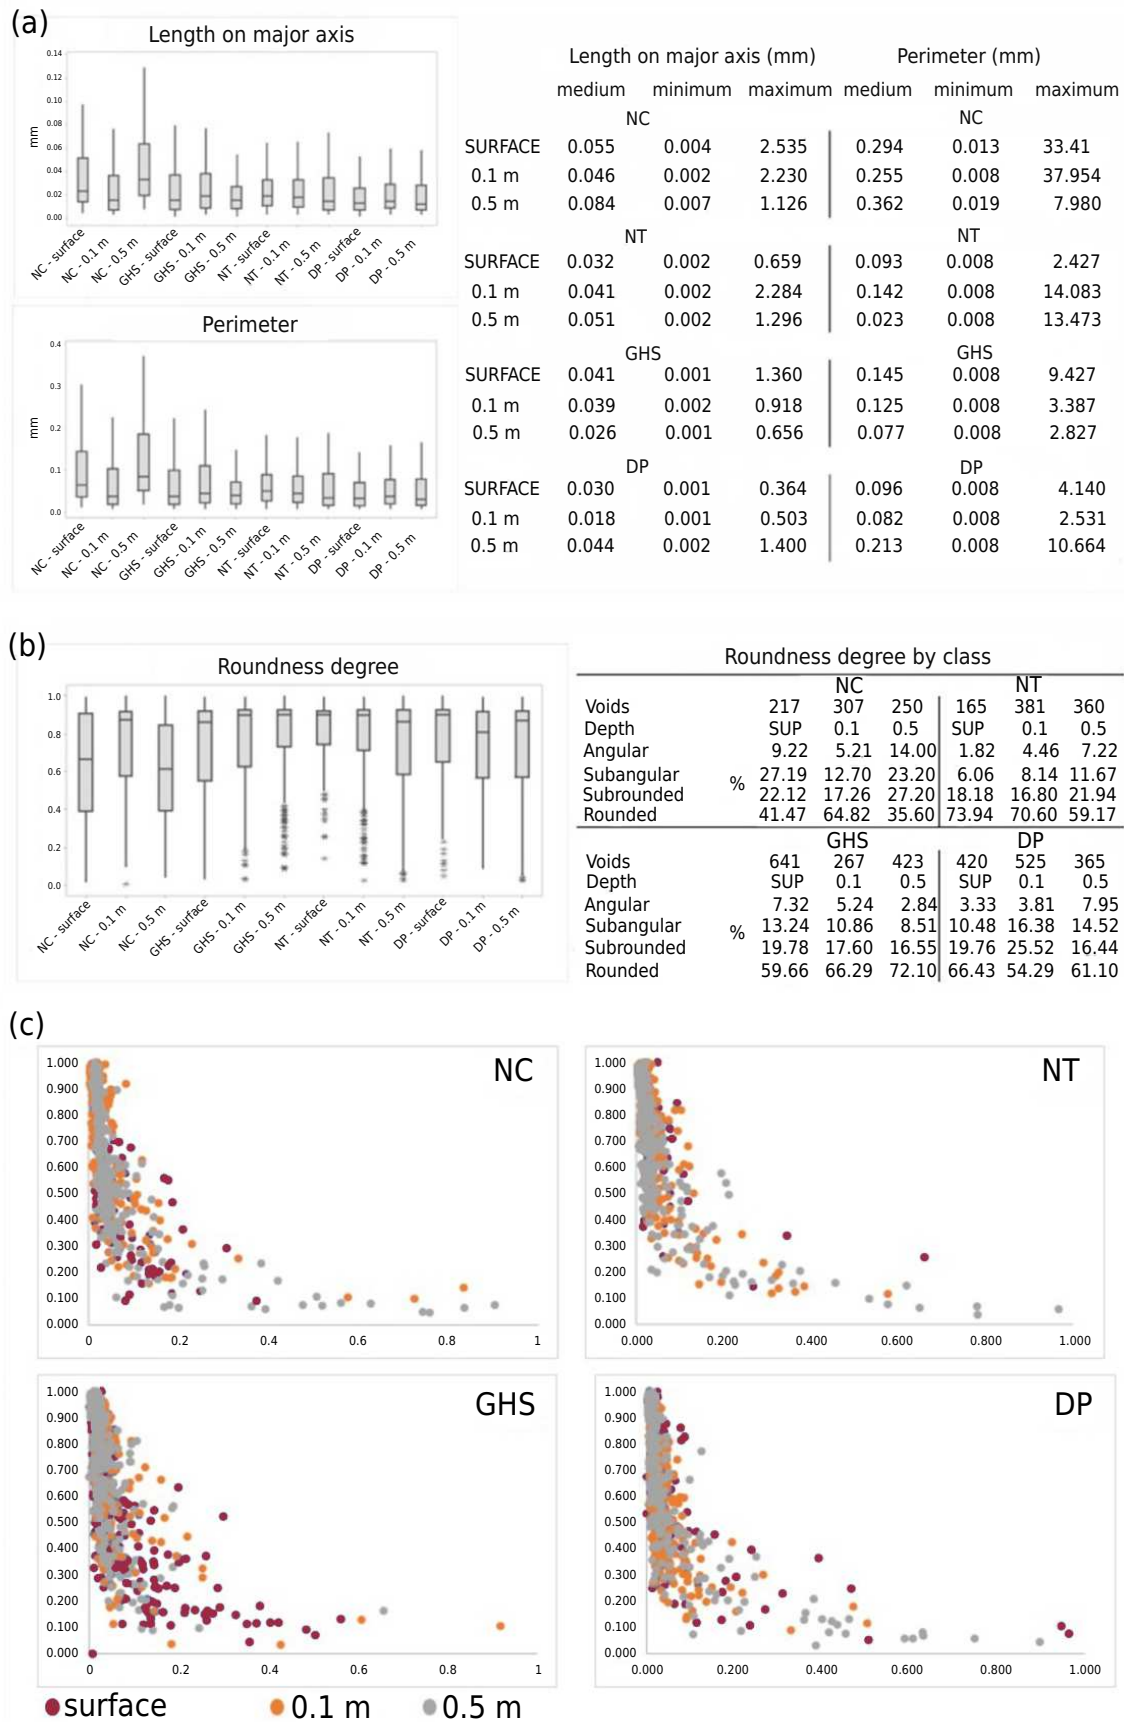 (a)
Length on major axis
0.14
0.12
0.10
0.08
0.06
0.04
0.02
0.00
mm
NC - surface
NC - 0.1 m
NC - 0.5 m
GHS - surface
GHS - 0.1 m
GHS - 0.5 m
NT - surface
NT - 0.1 m
NT - 0.5 m
DP - surface
DP - 0.1 m
DP - 0.5 m
Perimeter
0.4
0.3
0.2
0.1
0.0
mm
NC - surface
NC - 0.1 m
NC - 0.5 m
GHS - surface
GHS - 0.1 m
GHS - 0.5 m
NT - surface
NT - 0.1 m
NT - 0.5 m
DP - surface
DP - 0.1 m
DP - 0.5 m
Length on major axis (mm) Perimeter (mm)
medium minimum maximum medium minimum maximum
NC NC
SURFACE 0.055 0.004 2.535 0.294 0.013 33.41
0.1 m 0.046 0.002 2.230 0.255 0.008 37.954
0.5 m 0.084 0.007 1.126 0.362 0.019 7.980
NT NT
SURFACE 0.032 0.002 0.659 0.093 0.008 2.427
0.1 m 0.041 0.002 2.284 0.142 0.008 14.083
0.5 m 0.051 0.002 1.296 0.023 0.008 13.473
GHS GHS
SURFACE 0.041 0.001 1.360 0.145 0.008 9.427
0.1 m 0.039 0.002 0.918 0.125 0.008 3.387
0.5 m 0.026 0.001 0.656 0.077 0.008 2.827
DP DP
SURFACE 0.030 0.001 0.364 0.096 0.008 4.140
0.1 m 0.018 0.001 0.503 0.082 0.008 2.531
0.5 m 0.044 0.002 1.400 0.213 0.008 10.664
(b)
Roundness degree
1.0
0.8
0.6
0.4
0.2
0.0
NC - surface
NC - 0.1 m
NC - 0.5 m
GHS - surface
GHS - 0.1 m
GHS - 0.5 m
NT - surface
NT - 0.1 m
NT - 0.5 m
DP - surface
DP - 0.1 m
DP - 0.5 m
Roundness degree by class
NC NT
Voids 217 307 250 165 381 360
Depth SUP 0.1 0.5 SUP 0.1 0.5
Angular 9.22 5.21 14.00 1.82 4.46 7.22
Subangular % 27.19 12.70 23.20 6.06 8.14 11.67
Subrounded 22.12 17.26 27.20 18.18 16.80 21.94
Rounded 41.47 64.82 35.60 73.94 70.60 59.17
GHS DP
Voids 641 267 423 420 525 365
Depth SUP 0.1 0.5 SUP 0.1 0.5
Angular 7.32 5.24 2.84 3.33 3.81 7.95
Subangular % 13.24 10.86 8.51 10.48 16.38 14.52
Subrounded 19.78 17.60 16.55 19.76 25.52 16.44
Rounded 59.66 66.29 72.10 66.43 54.29 61.10
(c)
NC
1.000
0.900
0.800
0.700
0.600
0.500
0.400
0.300
0.200
0.100
0.000
0 0.2 0.4 0.6 0.8 1
NT
1.000
0.900
0.800
0.700
0.600
0.500
0.400
0.300
0.200
0.100
0.000
0.000 0.200 0.400 0.600 0.800 1.000
GHS
1.000
0.900
0.800
0.700
0.600
0.500
0.400
0.300
0.200
0.100
0.000
0 0.2 0.4 0.6 0.8 1
DP
1.000
0.900
0.800
0.700
0.600
0.500
0.400
0.300
0.200
0.100
0.000
0.000 0.200 0.400 0.600 0.800 1.000
surface 0.1 m 0.5 m